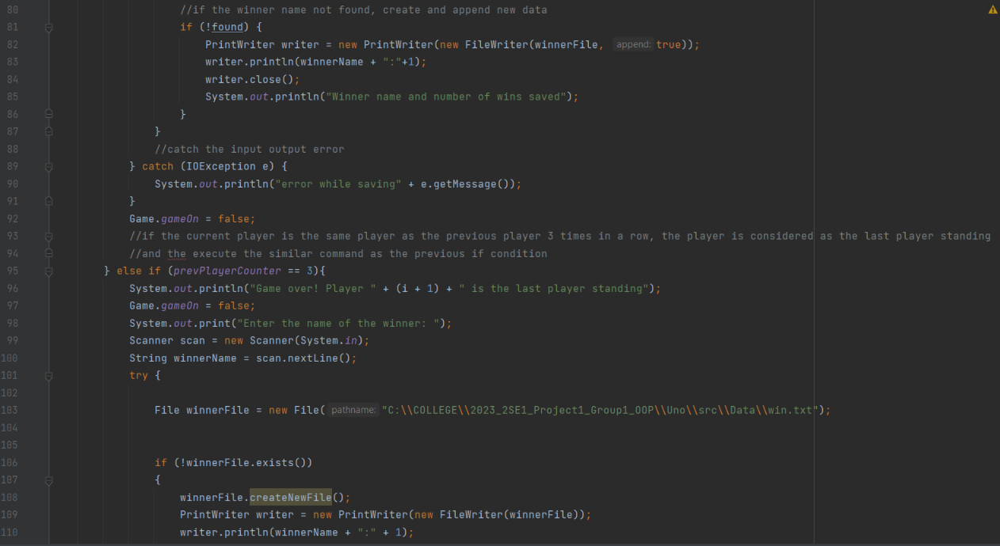 80 //if the winner name not found, create and append new data
81 if (!found) {
82 PrintWriter writer = new PrintWriter(new FileWriter(winnerFile, append: true));
83 writer.println(winnerName + ":"+1);
84 writer.close();
85 System.out.println("Winner name and number of wins saved");
86 }
87 }
88 //catch the input output error
89 } catch (IOException e) {
90 System.out.println("error while saving" + e.getMessage());
91 }
92 Game.gameOn = false;
93 //if the current player is the same player as the previous player 3 times in a row, the player is considered as the last player standing
94 //and the execute the similar command as the previous if condition
95 } else if (prevPlayerCounter == 3){
96 System.out.println("Game over! Player " + (i + 1) + " is the last player standing");
97 Game.gameOn = false;
98 System.out.print("Enter the name of the winner: ");
99 Scanner scan = new Scanner(System.in);
100 String winnerName = scan.nextLine();
101 try {
102
103 File winnerFile = new File( pathname: "C:\\COLLEGE\\2023_2SE1_Project1_Group1_OOP\\Uno\\src\\Data\\win.txt");
104
105
106 if (!winnerFile.exists())
107 {
108 winnerFile.createNewFile();
109 PrintWriter writer = new PrintWriter(new FileWriter(winnerFile));
110 writer.println(winnerName + ":" + 1);